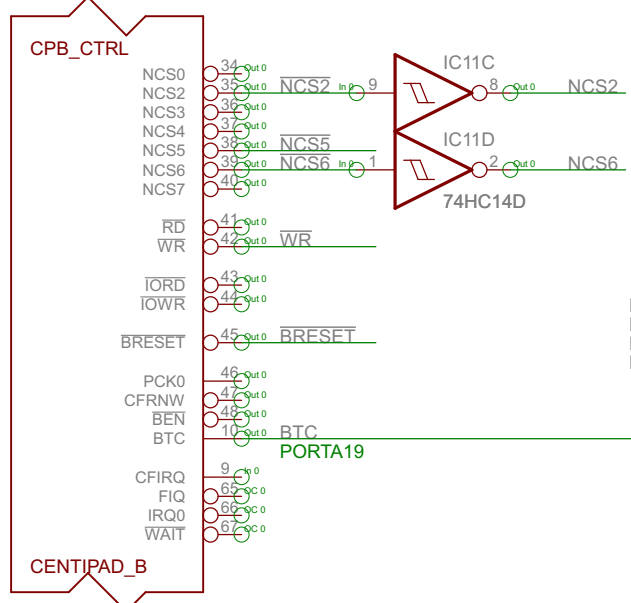 CPB_CTRL
NCS0 34 Out 0
NCS2 35 Out 0 NCS2 In 0 9 IC11C 8 Out 0 NCS2
NCS3 36 Out 0
NCS4 37 Out 0
NCS5 38 Out 0 NCS5
NCS6 39 Out 0 NCS6 In 0 1 IC11D 2 Out 0 NCS6
NCS7 40 Out 0
74HC14D
RD 41 Out 0
WR 42 Out 0 WR
IORD 43 Out 0
IOWR 44 Out 0
BRESET 45 Out 0 BRESET
PCK0 46 Out 0
CFRNW 47 Out 0
BEN 48 Out 0
BTC 10 Out 0 BTC
PORTA19
CFIRQ 9 In 0
FIQ 65 OC 0
IRQ0 66 OC 0
WAIT 67 OC 0
CENTIPAD_B